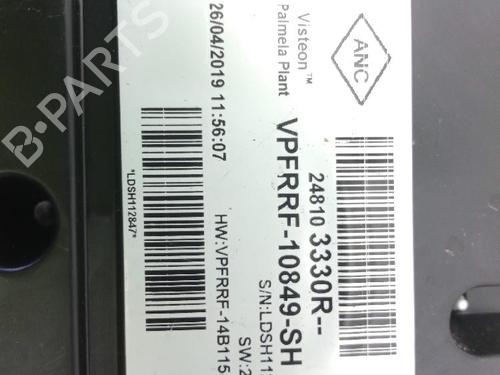 ANC
Visteon™
Palmela Plant
26/04/2019 11:56:07
24810 3330R--
VPFRRF-10849-SH
S/N:LDSH11
HW:VPFRRF-14B115
SW:2
*LDSH112847*
B-PARTS